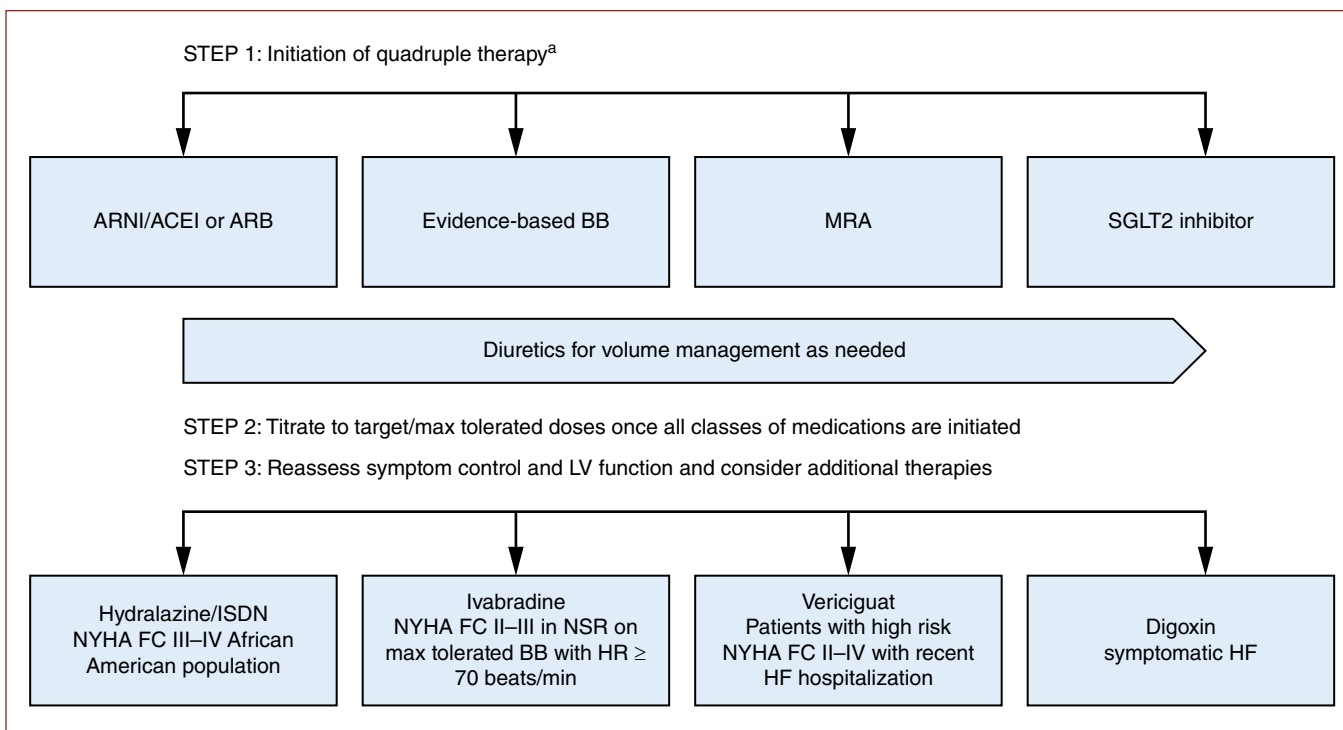 STEP 1: Initiation of quadruple therapyª
ARNI/ACEI or ARB
Evidence-based BB
MRA
SGLT2 inhibitor
Diuretics for volume management as needed
STEP 2: Titrate to target/max tolerated doses once all classes of medications are initiated
STEP 3: Reassess symptom control and LV function and consider additional therapies
Hydralazine/ISDN
NYHA FC III–IV African
American population
Ivabradine
NYHA FC II–III in NSR on
max tolerated BB with HR ≥
70 beats/min
Vericiguat
Patients with high risk
NYHA FC II–IV with recent
HF hospitalization
Digoxin
symptomatic HF